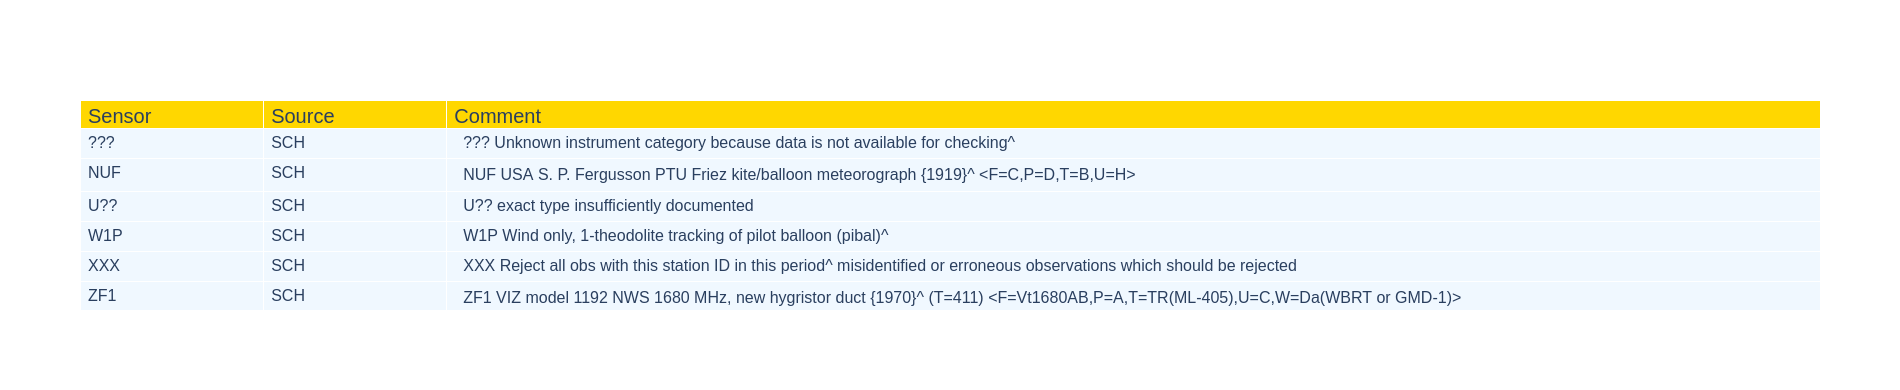 Sensor Source Comment
??? SCH ??? Unknown instrument category because data is not available for checking^
NUF SCH NUF USA S. P. Fergusson PTU Friez kite/balloon meteorograph {1919}^ <F=C,P=D,T=B,U=H>
U?? SCH U?? exact type insufficiently documented
W1P SCH W1P Wind only, 1-theodolite tracking of pilot balloon (pibal)^
XXX SCH XXX Reject all obs with this station ID in this period^ misidentified or erroneous observations which should be rejected
ZF1 SCH ZF1 VIZ model 1192 NWS 1680 MHz, new hygristor duct {1970}^ (T=411) <F=Vt1680AB,P=A,T=TR(ML-405),U=C,W=Da(WBRT or GMD-1)>